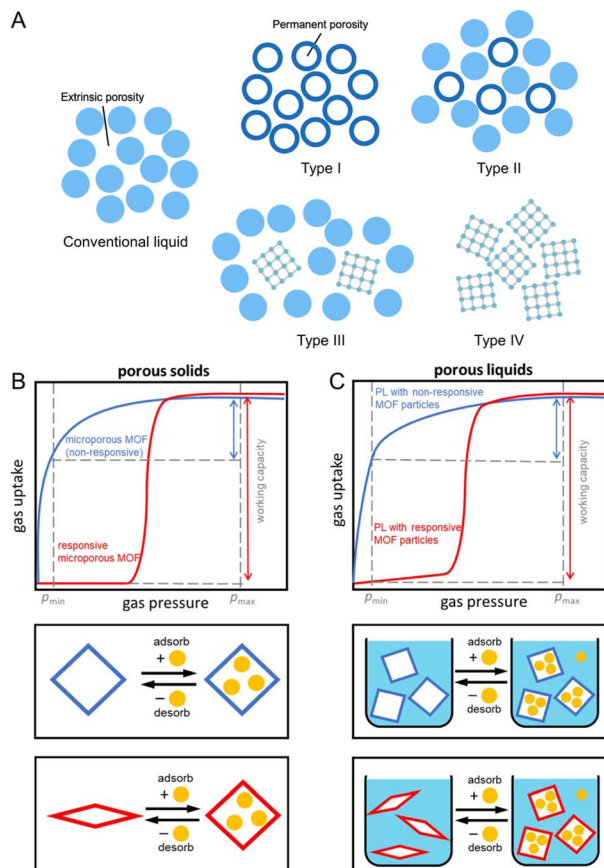 A
Permanent porosity
Extrinsic porosity
Conventional liquid
Type I
Type II
Type III
Type IV
B
porous solids
gas uptake
microporous MOF
(non-responsive)
responsive
microporous MOF
working capacity
pmin
gas pressure
pmax
adsorb
+
−
desorb
adsorb
+
−
desorb
C
porous liquids
gas uptake
PL with non-responsive
MOF particles
PL with responsive
MOF particles
working capacity
pmin
gas pressure
pmax
adsorb
+
−
desorb
adsorb
+
−
desorb